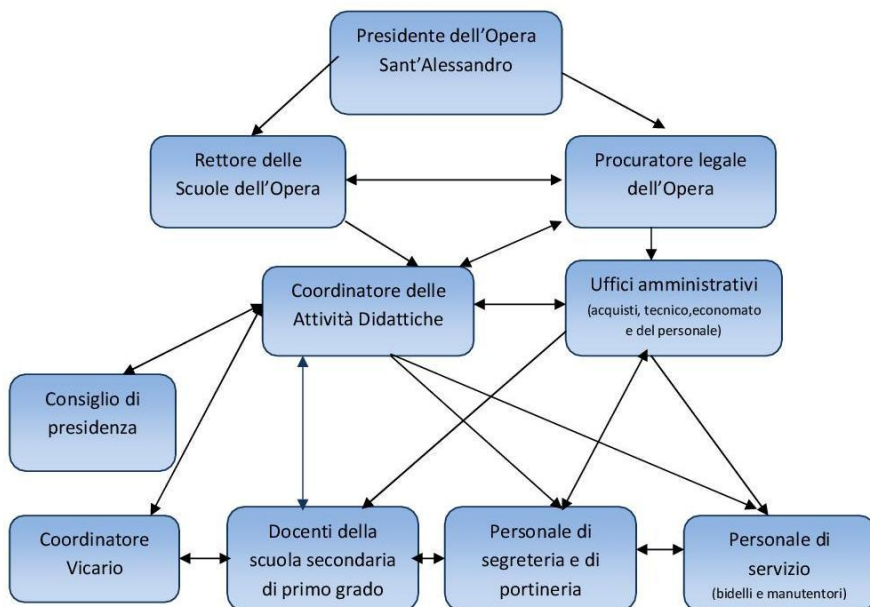 Presidente dell'Opera
Sant'Alessandro
Rettore delle
Scuole dell'Opera
Procuratore legale
dell'Opera
Coordinatore delle
Attività Didattiche
Uffici amministrativi
(acquisti, tecnico,economato
e del personale)
Consiglio di
presidenza
Coordinatore
Vicario
Docenti della
scuola secondaria
di primo grado
Personale di
segreteria e di
portineria
Personale di
servizio
(bidelli e manutentori)